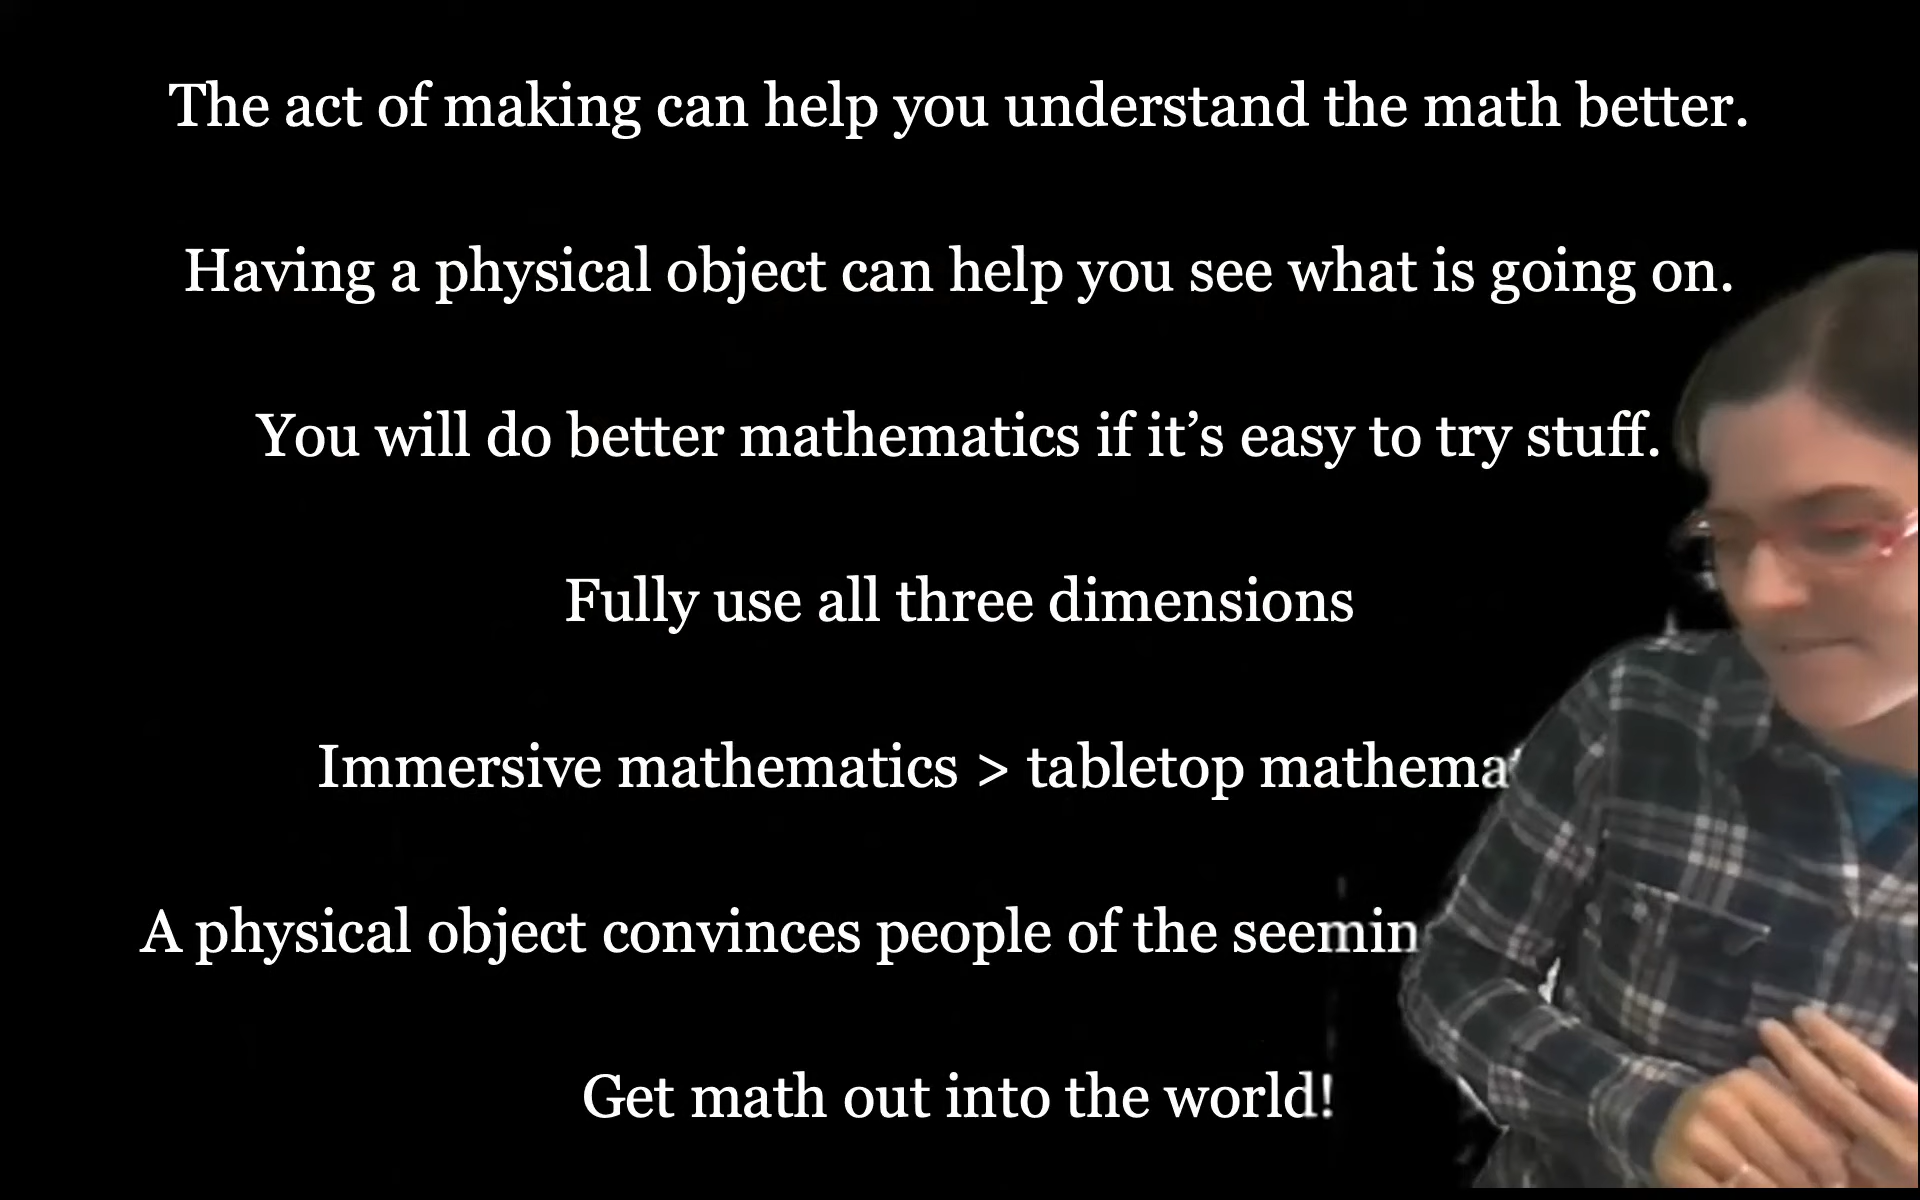 The act of making can help you understand the math better.
Having a physical object can help you see what is going on.
You will do better mathematics if it’s easy to try stuff.
Fully use all three dimensions
Immersive mathematics > tabletop
A physical object convinces people of the
Get math out into the world!